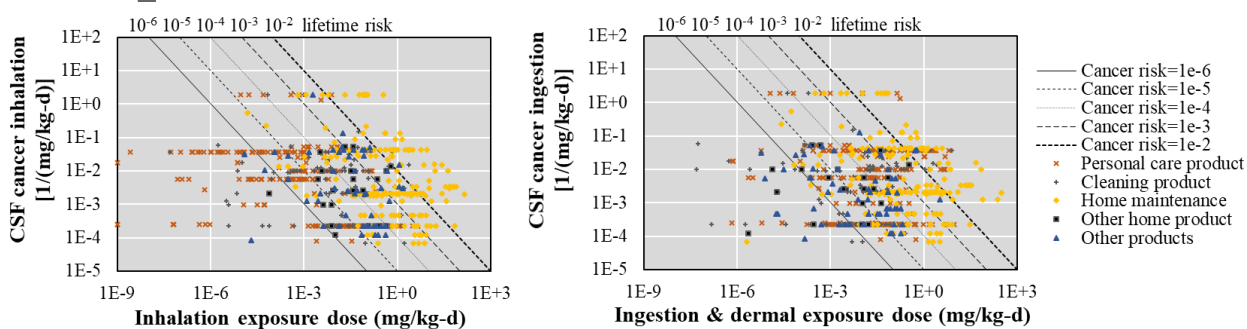 10-6 10-5 10-4 10-3 10-2 lifetime risk
CSF cancer inhalation
[1/(mg/kg-d)]
1E+2
1E+1
1E+0
1E-1
1E-2
1E-3
1E-4
1E-5
1E-9 1E-6 1E-3 1E+0 1E+3
Inhalation exposure dose (mg/kg-d)
10-6 10-5 10-4 10-3 10-2 lifetime risk
CSF cancer ingestion
[1/(mg/kg-d)]
1E+2
1E+1
1E+0
1E-1
1E-2
1E-3
1E-4
1E-5
1E-9 1E-6 1E-3 1E+0 1E+3
Ingestion & dermal exposure dose (mg/kg-d)
Cancer risk=1e-6
Cancer risk=1e-5
Cancer risk=1e-4
Cancer risk=1e-3
Cancer risk=1e-2
Personal care product
Cleaning product
Home maintenance
Other home product
Other products